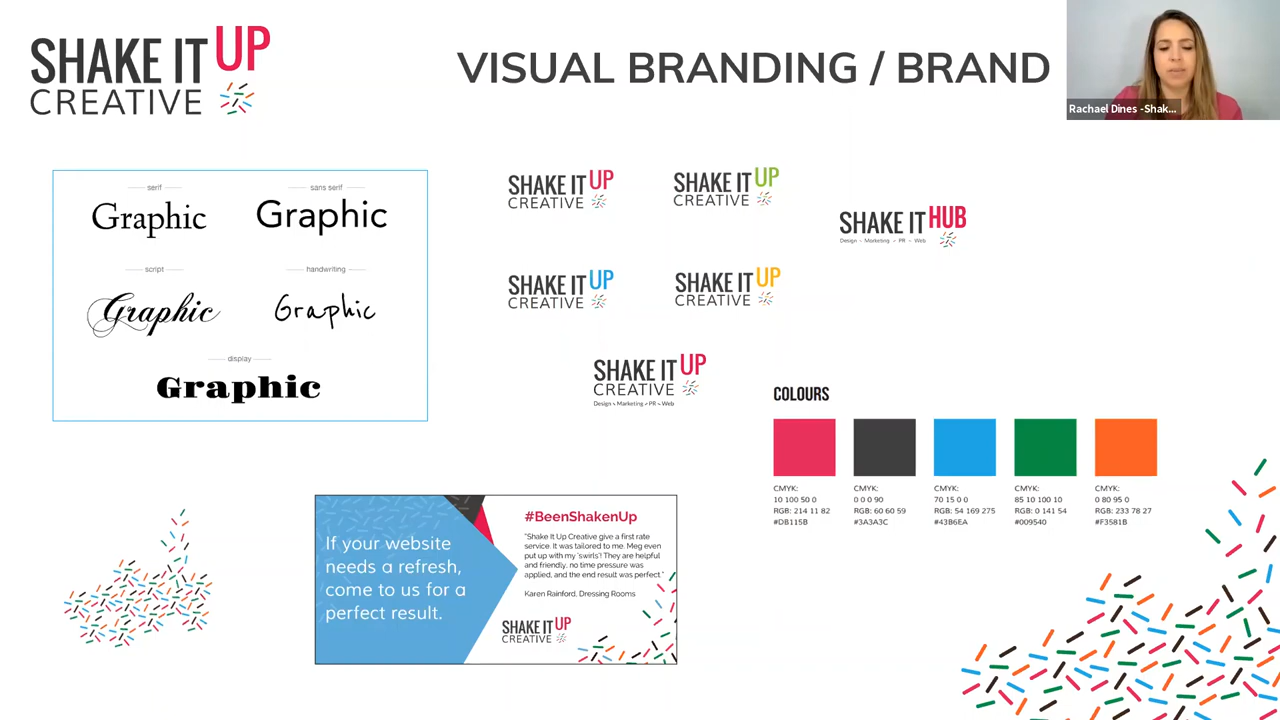 SHAKE IT UP
CREATIVE
VISUAL BRANDING / BRAND
Rachael Dines -Shak...
serif
sans serif
Graphic
Graphic
script
handwriting
Graphic
Graphic
display
Graphic
SHAKE IT UP
CREATIVE
SHAKE IT UP
CREATIVE
SHAKE IT HUB
Design ~ Marketing ~ PR ~ Web
SHAKE IT UP
CREATIVE
SHAKE IT UP
CREATIVE
SHAKE IT UP
CREATIVE
Design ~ Marketing ~ PR ~ Web
COLOURS
CMYK:
10 100 50 0
RGB: 214 11 82
#DB115B
CMYK:
0 0 0 90
RGB: 60 60 59
#3A3A3C
CMYK:
70 15 0 0
RGB: 54 169 275
#43B6EA
CMYK:
85 10 100 10
RGB: 0 141 54
#009540
CMYK:
0 80 95 0
RGB: 233 78 27
#F3581B
If your website
needs a refresh,
come to us for a
perfect result.
#BeenShakenUp
"Shake It Up Creative give a first rate
service. It was tailored to me. Meg even
put up with my 'swirls'! They are helpful
and friendly, no time pressure was
applied, and the end result was perfect."
Karen Rainford, Dressing Rooms
SHAKE IT UP
CREATIVE